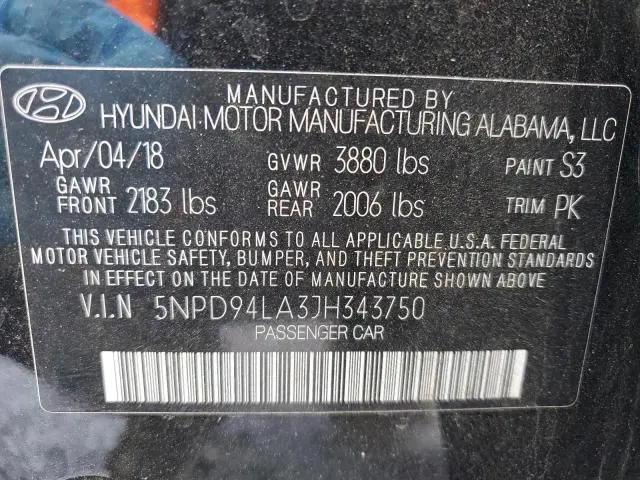 MANUFACTURED BY
HYUNDAI MOTOR MANUFACTURING ALABAMA, LLC
Apr/04/18 GVWR 3880 lbs PAINT S3
GAWR FRONT 2183 lbs GAWR REAR 2006 lbs TRIM PK
THIS VEHICLE CONFORMS TO ALL APPLICABLE U.S.A. FEDERAL
MOTOR VEHICLE SAFETY, BUMPER, AND THEFT PREVENTION STANDARDS
IN EFFECT ON THE DATE OF MANUFACTURE SHOWN ABOVE.
V.I.N 5NPD94LA3JH343750
PASSENGER CAR